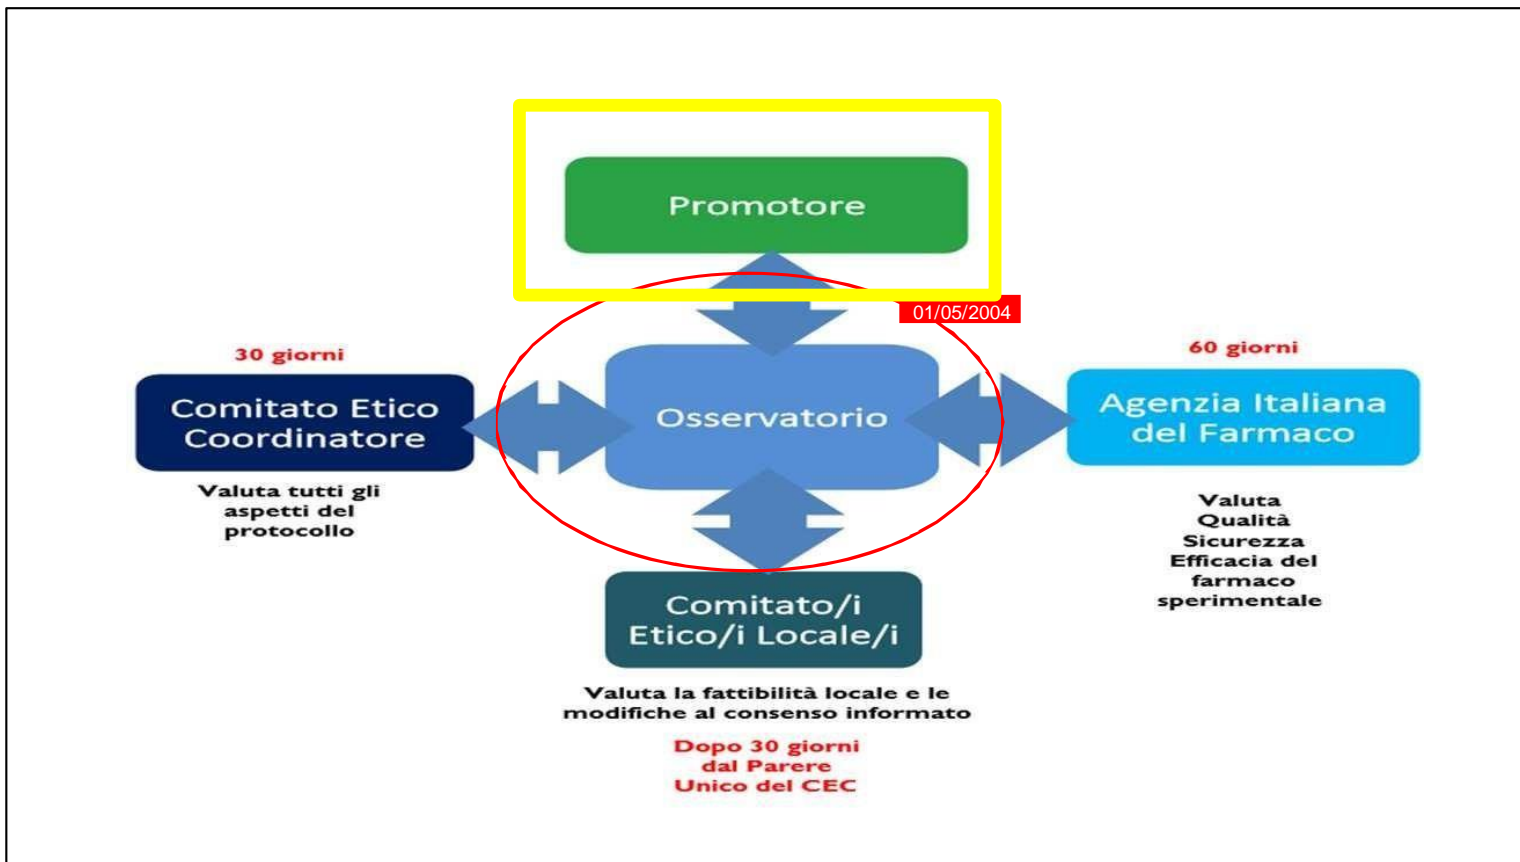 Promotore
01/05/2004
30 giorni
Comitato Etico
Coordinatore
Valuta tutti gli
aspetti del
protocollo
Osservatorio
60 giorni
Agenzia Italiana
del Farmaco
Valuta
Qualità
Sicurezza
Efficacia del
farmaco
sperimentale
Comitato/i
Etico/i Locale/i
Valuta la fattibilità locale e le
modifiche al consenso informato
Dopo 30 giorni
dal Parere
Unico del CEC